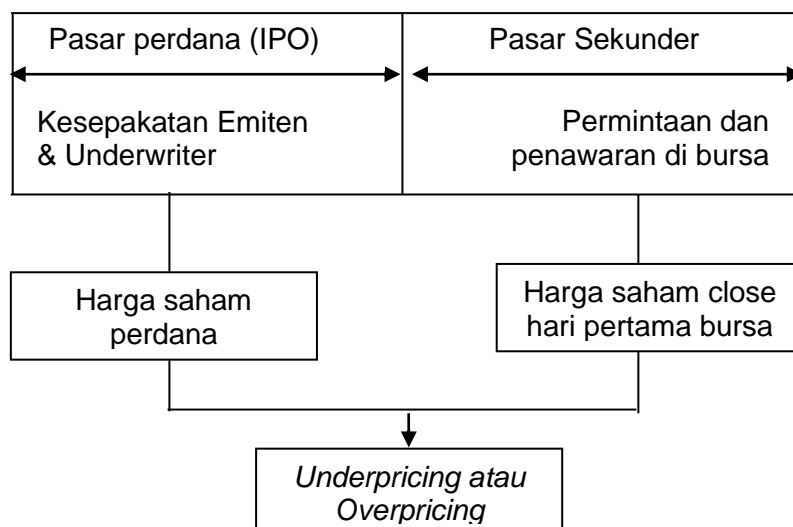 Pasar perdana (IPO)
Pasar Sekunder
Kesepakatan Emiten
& Underwriter
Permintaan dan
penawaran di bursa
Harga saham
perdana
Harga saham close
hari pertama bursa
Underpricing atau
Overpricing